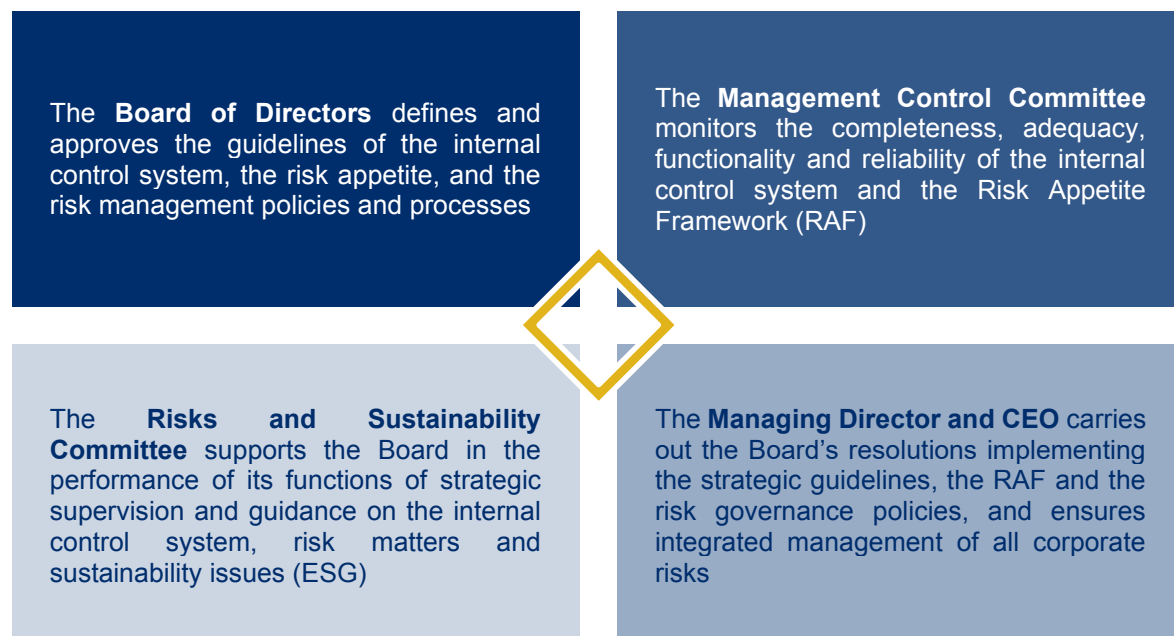 The Board of Directors defines and
approves the guidelines of the internal
control system, the risk appetite, and the
risk management policies and processes
The Management Control Committee
monitors the completeness, adequacy,
functionality and reliability of the internal
control system and the Risk Appetite
Framework (RAF)
The Risks and Sustainability
Committee supports the Board in the
performance of its functions of strategic
supervision and guidance on the internal
control system, risk matters and
sustainability issues (ESG)
The Managing Director and CEO carries
out the Board’s resolutions implementing
the strategic guidelines, the RAF and the
risk governance policies, and ensures
integrated management of all corporate
risks